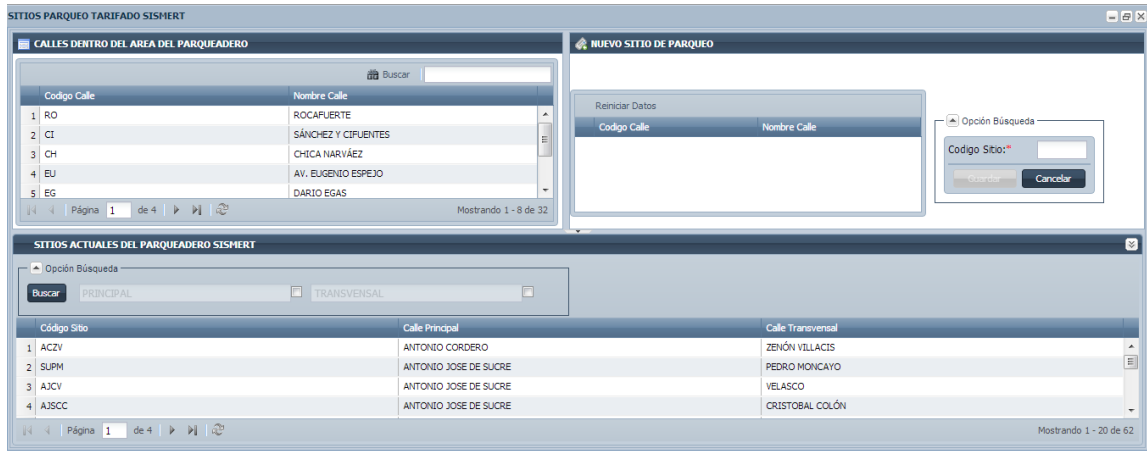 SITIOS PARQUEO TARIFADO SISMERT
CALLES DENTRO DEL AREA DEL PARQUEADERO
Buscar
Codigo Calle Nombre Calle
1 RO ROCAFUERTE
2 CI SÁNCHEZ Y CIFUENTES
3 CH CHICA NARVÁEZ
4 EU AV. EUGENIO ESPEJO
5 EG DARIO EGAS
Página 1 de 4 Mostrando 1 - 8 de 32
NUEVO SITIO DE PARQUEO
Reiniciar Datos
Codigo Calle Nombre Calle
Opción Búsqueda
Codigo Sitio:*
Guardar Cancelar
SITIOS ACTUALES DEL PARQUEADERO SISMERT
Opción Búsqueda
Buscar PRINCIPAL TRANSVENSAL
Código Sitio Calle Principal Calle Transversal
1 ACZV ANTONIO CORDERO ZENÓN VILLACIS
2 SUPM ANTONIO JOSE DE SUCRE PEDRO MONCAYO
3 AJCV ANTONIO JOSE DE SUCRE VELASCO
4 AJSCC ANTONIO JOSE DE SUCRE CRISTOBAL COLÓN
Página 1 de 4 Mostrando 1 - 20 de 62